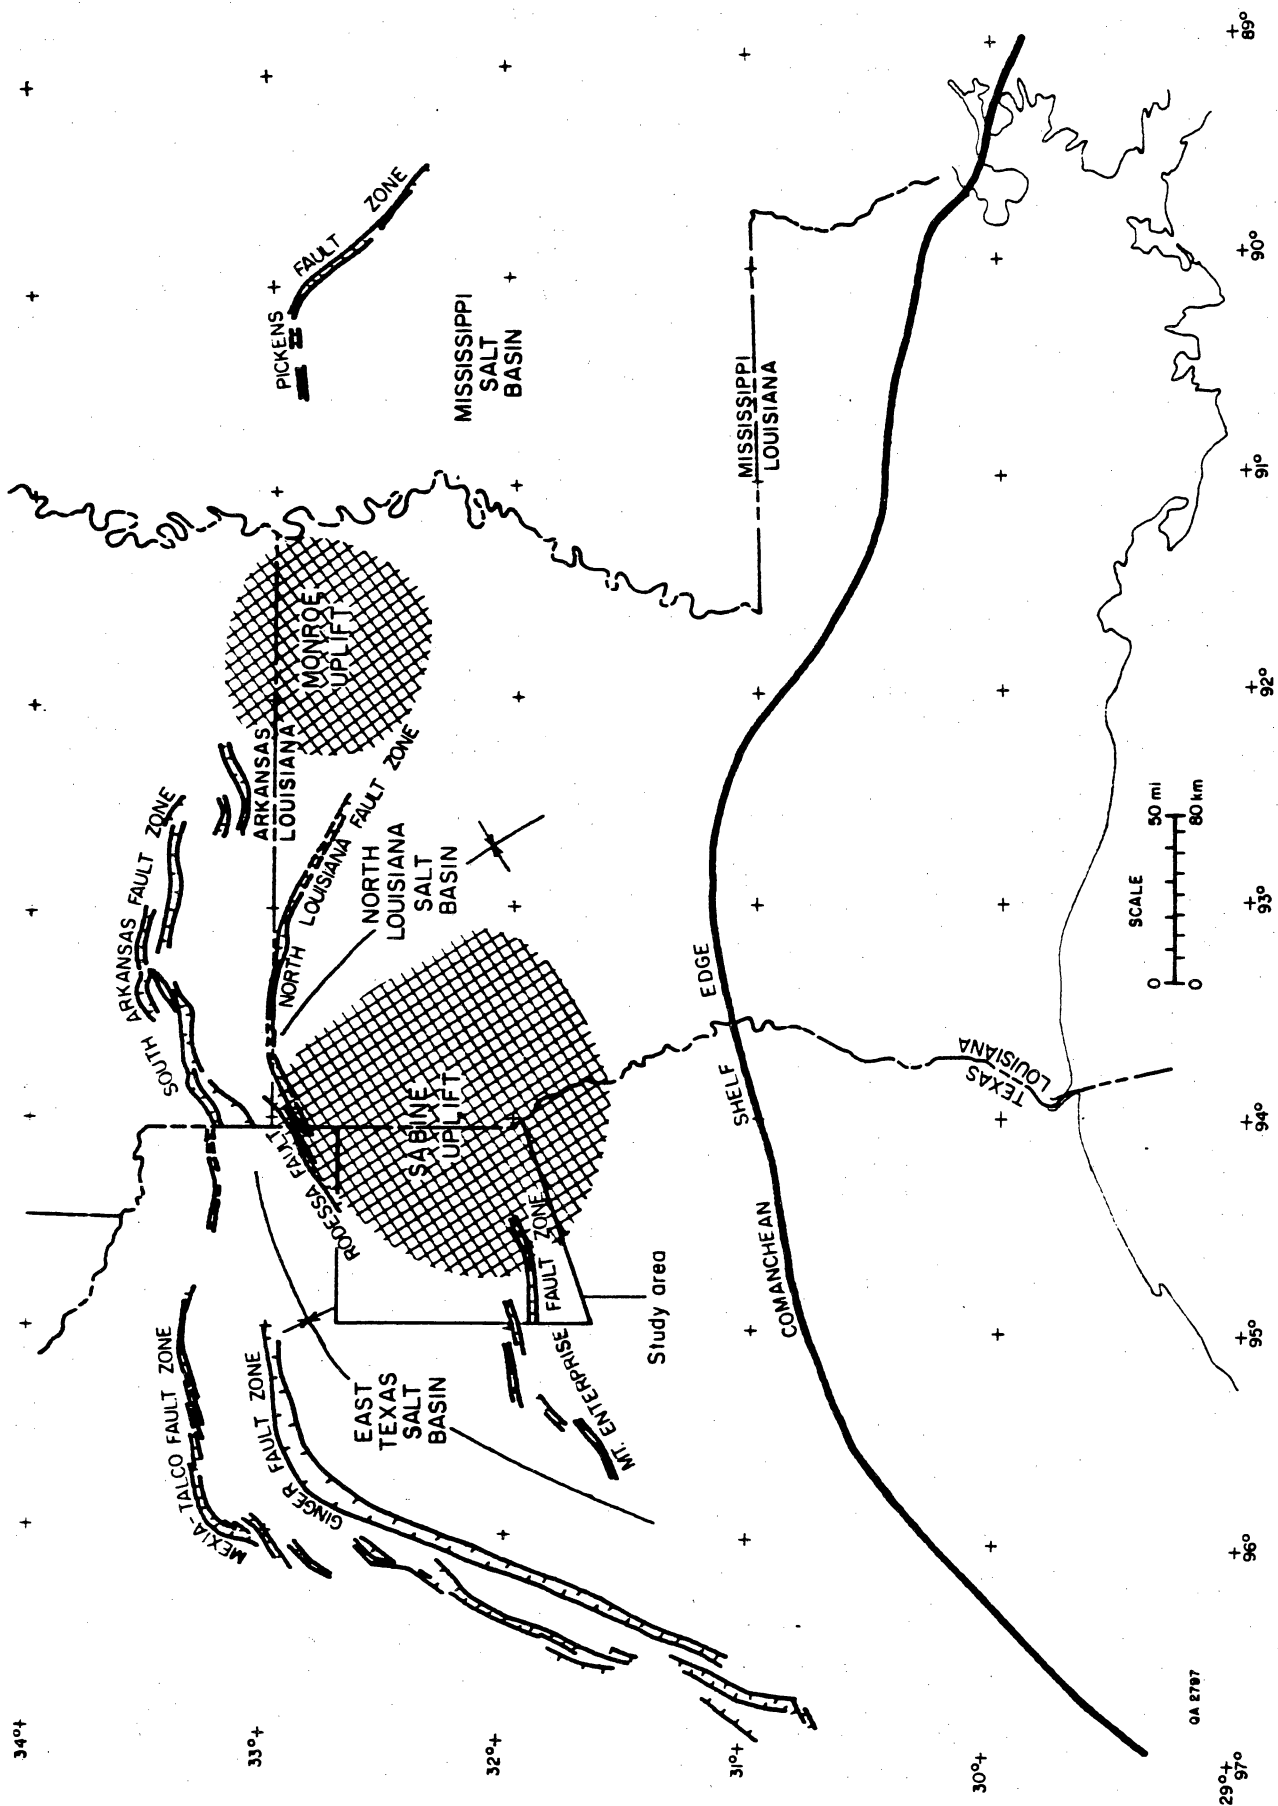 34°+
33°+
32°+
31°+
30°+
29°+
97°
+
96°
+
95°
+
94°
+
93°
+
92°
+
91°
+
90°
+
89°
MEXIA-TALCO FAULT ZONE
GINGER FAULT ZONE
EAST
TEXAS
SALT
BASIN
MT. ENTERPRISE FAULT ZONE
Study area
SOUTH ARKANSAS FAULT ZONE
RODESSA FAULT
SABINE
UPLIFT
NORTH LOUISIANA FAULT ZONE
NORTH
LOUISIANA
SALT
BASIN
ARKANSAS
LOUISIANA
MONROE
UPLIFT
PICKENS FAULT ZONE
MISSISSIPPI
SALT
BASIN
MISSISSIPPI
LOUISIANA
COMANCHEAN SHELF EDGE
TEXAS
LOUISIANA
SCALE
0 50 mi
0 80 km
QA 2797